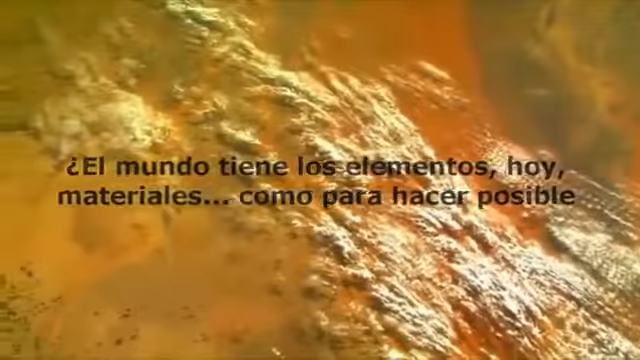 ¿El mundo tiene los elementos, hoy,
materiales... como para hacer posible